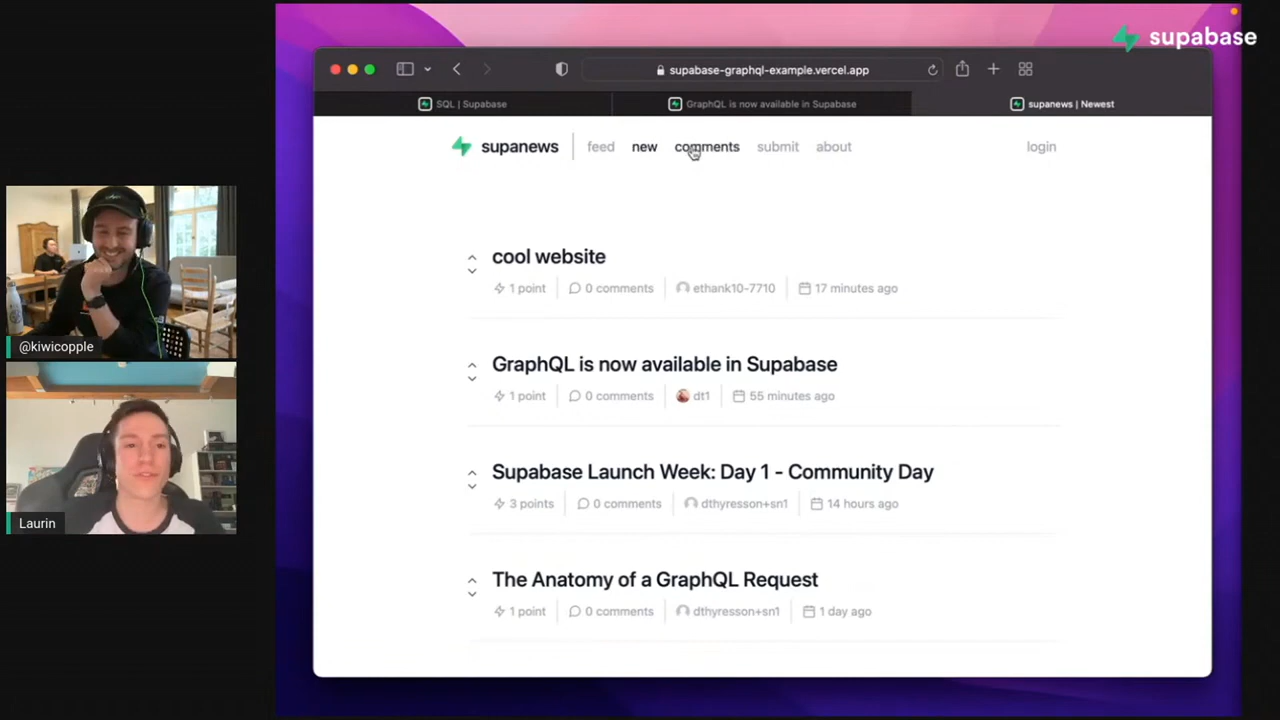 supabase
supabase-graphql-example.vercel.app
SQL | Supabase
GraphQL is now available in Supabase
supanews | Newest
supanews
feed
new
comments
submit
about
login
cool website
1 point
0 comments
ethank10-7710
17 minutes ago
GraphQL is now available in Supabase
1 point
0 comments
dt1
55 minutes ago
Supabase Launch Week: Day 1 - Community Day
3 points
0 comments
dthyresson+sn1
14 hours ago
The Anatomy of a GraphQL Request
1 point
0 comments
dthyresson+sn1
1 day ago
@kiwicopple
Laurin